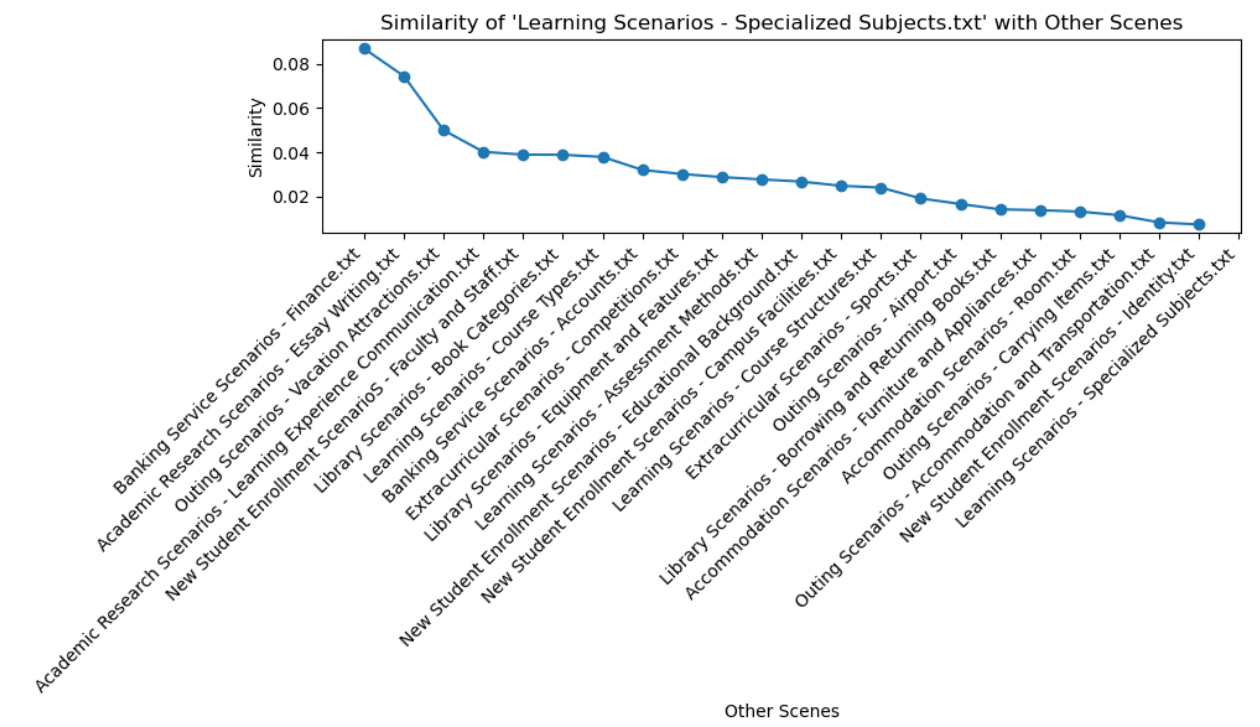 Similarity of 'Learning Scenarios - Specialized Subjects.txt' with Other Scenes
Similarity
0.08
0.06
0.04
0.02
Banking Service Scenarios - Finance.txt
Academic Research Scenarios - Essay Writing.txt
Outing Scenarios - Vacation Attractions.txt
Academic Research Scenarios - Learning Experience Communication.txt
New Student Enrollment Scenarios - Faculty and Staff.txt
Library Scenarios - Book Categories.txt
Learning Scenarios - Course Types.txt
Banking Service Scenarios - Accounts.txt
Extracurricular Scenarios - Competitions.txt
Library Scenarios - Equipment and Features.txt
Learning Scenarios - Assessment Methods.txt
New Student Enrollment Scenarios - Educational Background.txt
New Student Enrollment Scenarios - Campus Facilities.txt
Learning Scenarios - Course Structures.txt
Extracurricular Scenarios - Sports.txt
Outing Scenarios - Airport.txt
Library Scenarios - Borrowing and Returning Books.txt
Accommodation Scenarios - Furniture and Appliances.txt
Accommodation Scenarios - Room.txt
Outing Scenarios - Carrying Items.txt
Outing Scenarios - Accommodation and Transportation.txt
New Student Enrollment Scenarios - Identity.txt
Learning Scenarios - Specialized Subjects.txt
Other Scenes